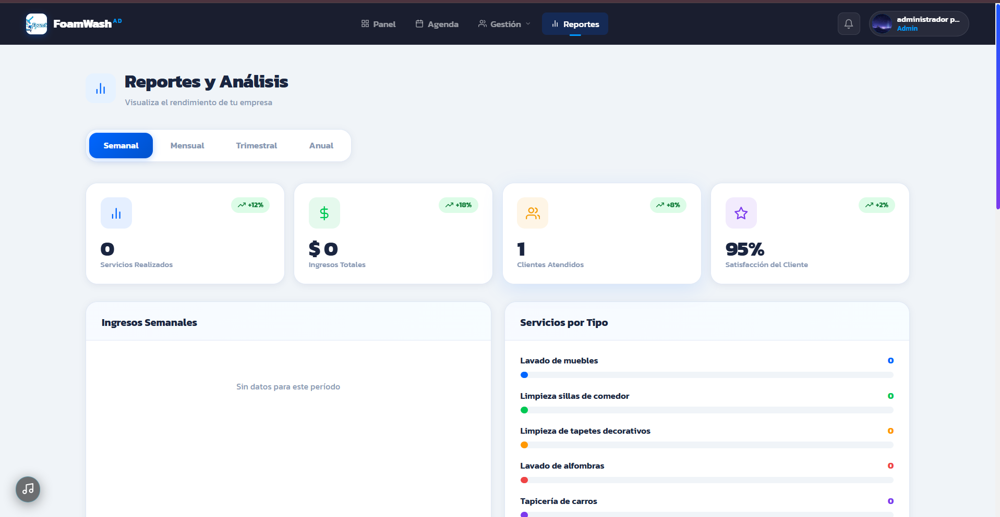 FoamWash AD
Panel
Agenda
Gestión
Reportes
administrador p...
Admin
Reportes y Análisis
Visualiza el rendimiento de tu empresa
Semanal
Mensual
Trimestral
Anual
+12%
0
Servicios Realizados
+18%
$ 0
Ingresos Totales
+8%
1
Clientes Atendidos
+2%
95%
Satisfacción del Cliente
Ingresos Semanales
Sin datos para este período
Servicios por Tipo
Lavado de muebles 0
Limpieza sillas de comedor 0
Limpieza de tapetes decorativos 0
Lavado de alfombras 0
Tapicería de carros 0